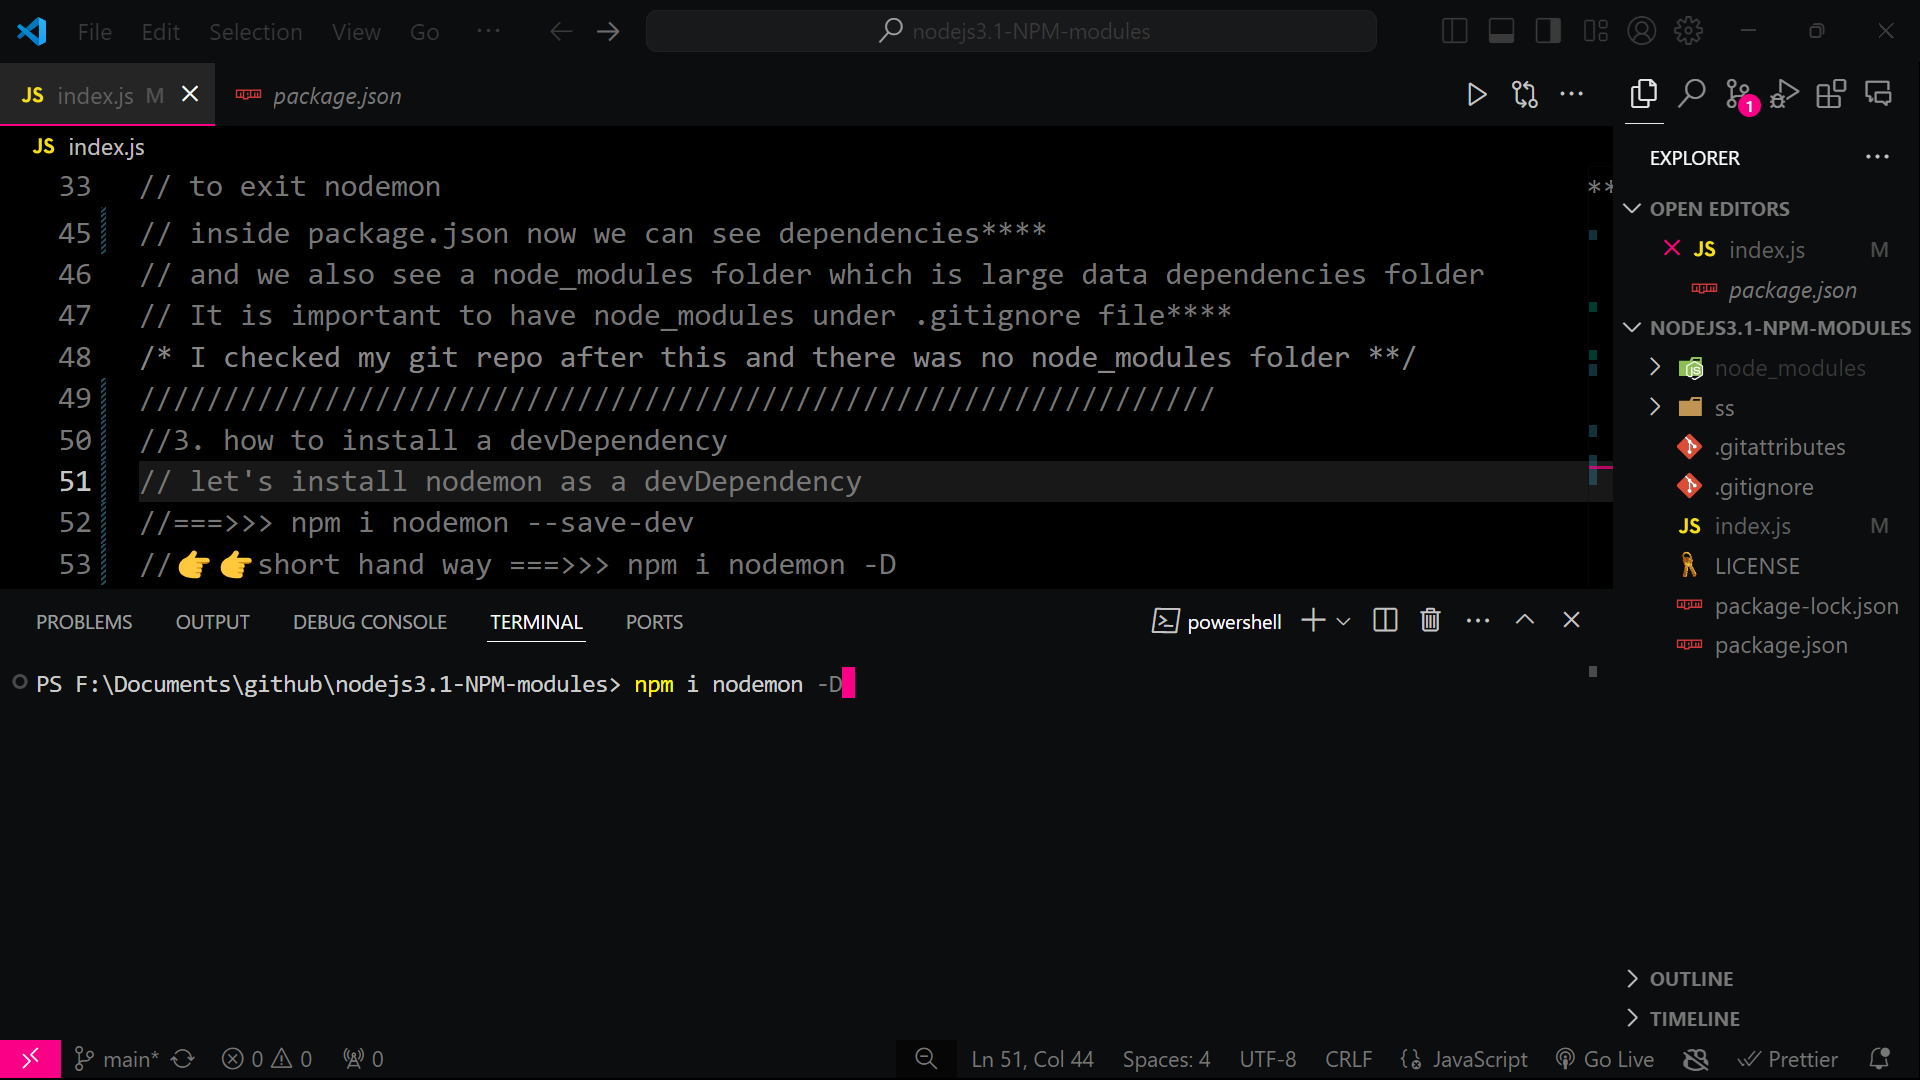 File Edit Selection View Go ··· nodejs3.1-NPM-modules
JS index.js M package.json
JS index.js
33 // to exit nodemon **
45 // inside package.json now we can see dependencies****
46 // and we also see a node_modules folder which is large data dependencies folder
47 // It is important to have node_modules under .gitignore file****
48 /* I checked my git repo after this and there was no node_modules folder **/
49 ////////////////////////////////////////////////////////////////
50 //3. how to install a devDependency
51 // let's install nodemon as a devDependency
52 //===>>> npm i nodemon --save-dev
53 //👉👉short hand way ===>>> npm i nodemon -D
PROBLEMS OUTPUT DEBUG CONSOLE TERMINAL PORTS powershell
PS F:\Documents\github\nodejs3.1-NPM-modules> npm i nodemon -D
1
EXPLORER
OPEN EDITORS
JS index.js M
package.json
NODEJS3.1-NPM-MODULES
node_modules
ss
.gitattributes
.gitignore
JS index.js M
LICENSE
package-lock.json
package.json
OUTLINE
TIMELINE
main* 0 0 0 Ln 51, Col 44 Spaces: 4 UTF-8 CRLF JavaScript Go Live Prettier